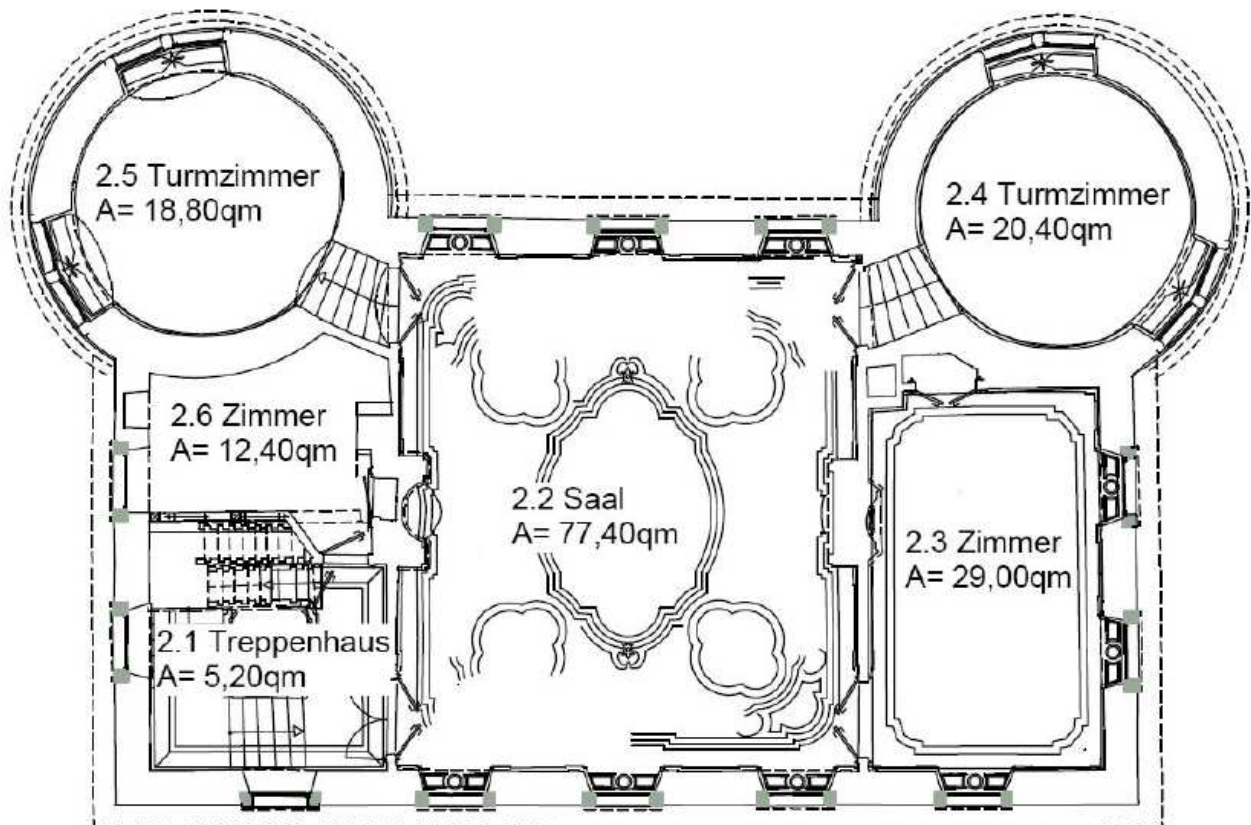 2.5 Turmzimmer
A= 18,80qm
2.4 Turmzimmer
A= 20,40qm
2.6 Zimmer
A= 12,40qm
2.2 Saal
A= 77,40qm
2.3 Zimmer
A= 29,00qm
2.1 Treppenhaus
A= 5,20qm